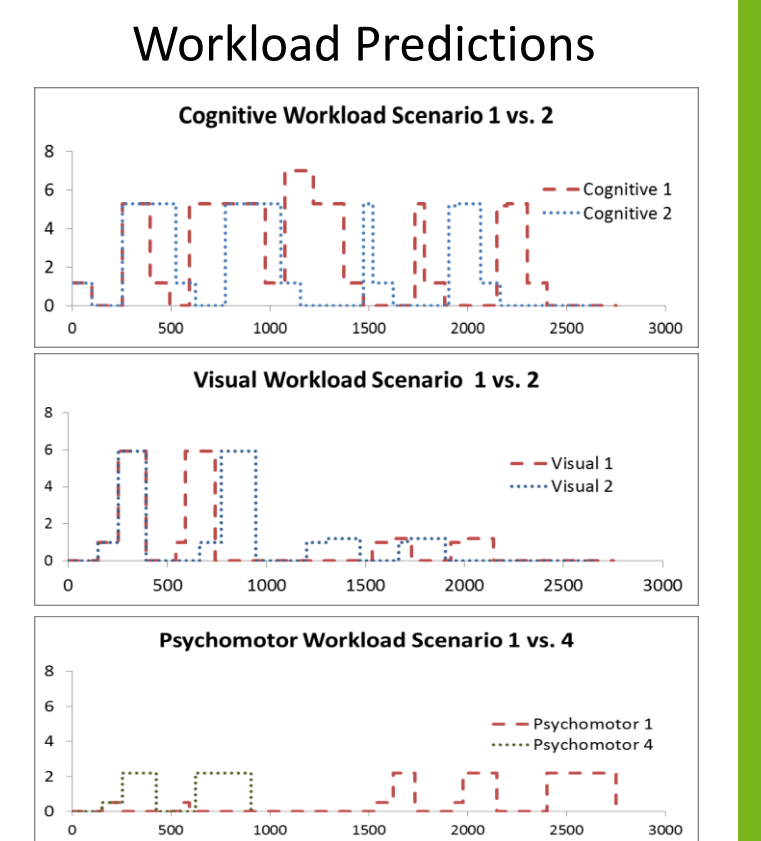 Workload Predictions
Cognitive Workload Scenario 1 vs. 2
8
6
4
2
0
0 500 1000 1500 2000 2500 3000
Cognitive 1
Cognitive 2
Visual Workload Scenario 1 vs. 2
8
6
4
2
0
0 500 1000 1500 2000 2500 3000
Visual 1
Visual 2
Psychomotor Workload Scenario 1 vs. 4
8
6
4
2
0
0 500 1000 1500 2000 2500 3000
Psychomotor 1
Psychomotor 4